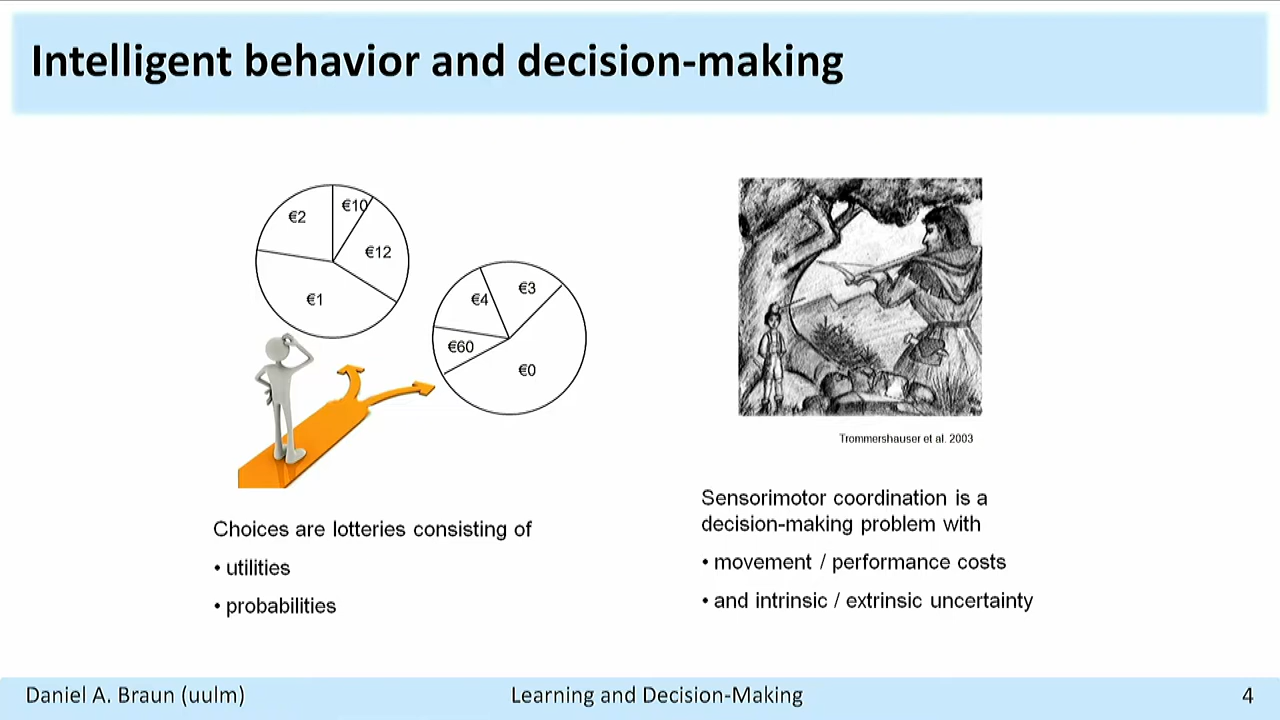 Intelligent behavior and decision-making
€2
€10
€12
€1
€4
€3
€60
€0
Choices are lotteries consisting of
• utilities
• probabilities
Trommershauser et al. 2003
Sensorimotor coordination is a
decision-making problem with
• movement / performance costs
• and intrinsic / extrinsic uncertainty
Daniel A. Braun (uulm)
Learning and Decision-Making
4